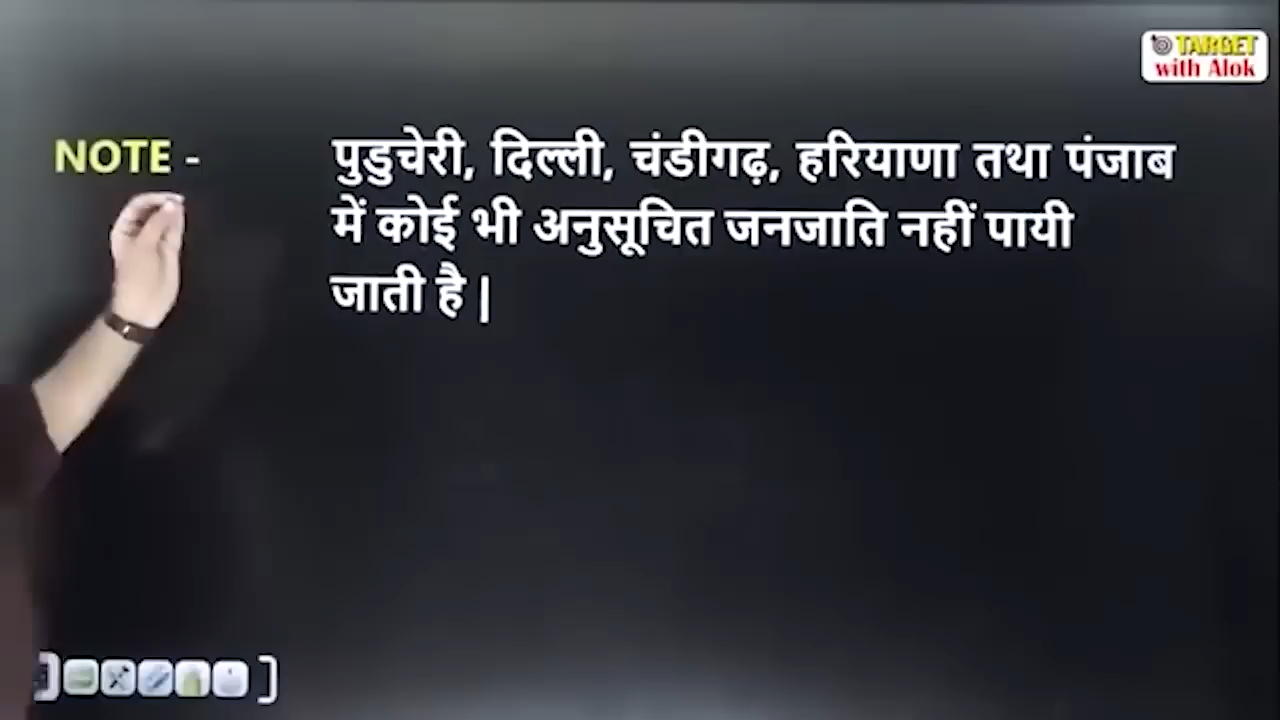 TARGET
with Alok
NOTE - पुडुचेरी, दिल्ली, चंडीगढ़, हरियाणा तथा पंजाब
में कोई भी अनुसूचित जनजाति नहीं पायी
जाती है |